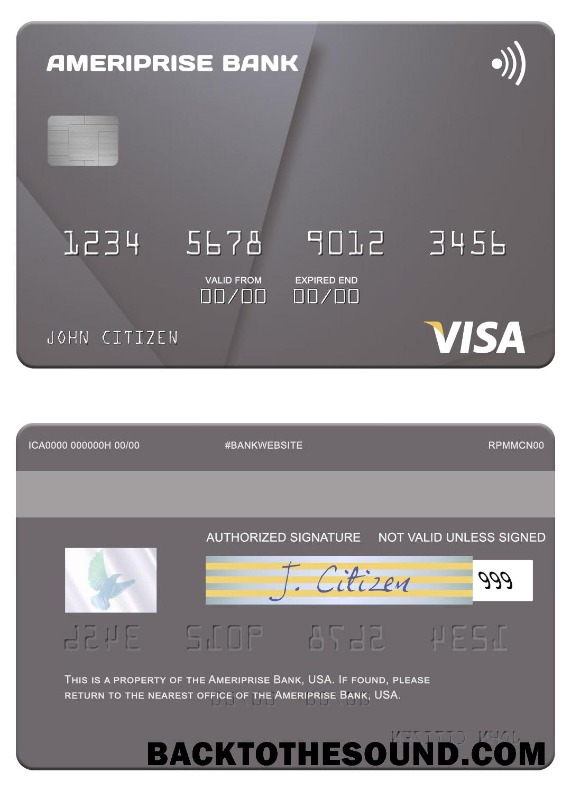 AMERIPRISE BANK
1234 5678 9012 3456
VALID FROM EXPIRED END
00/00 00/00
JOHN CITIZEN
VISA
ICA0000 000000H 00/00 #BANKWEBSITE RPMMCN00
AUTHORIZED SIGNATURE NOT VALID UNLESS SIGNED
J. Citizen 999
THIS IS A PROPERTY OF THE AMERIPRISE BANK, USA. IF FOUND, PLEASE
RETURN TO THE NEAREST OFFICE OF THE AMERIPRISE BANK, USA.
BACKTOTHESOUND.COM